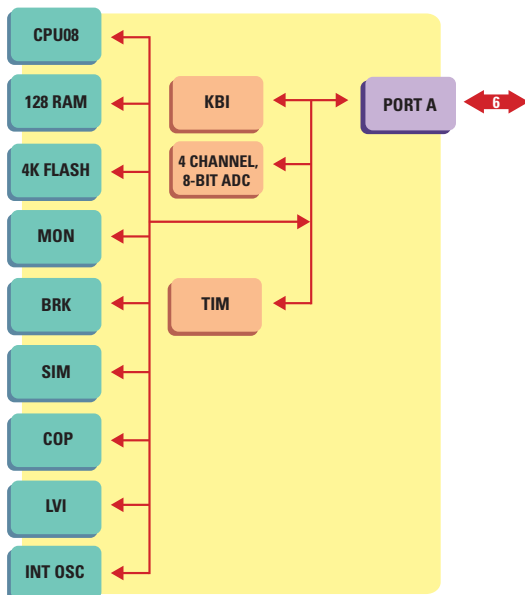 CPU08
128 RAM
4K FLASH
MON
BRK
SIM
COP
LVI
INT OSC
KBI
4 CHANNEL,
8-BIT ADC
TIM
PORT A
6